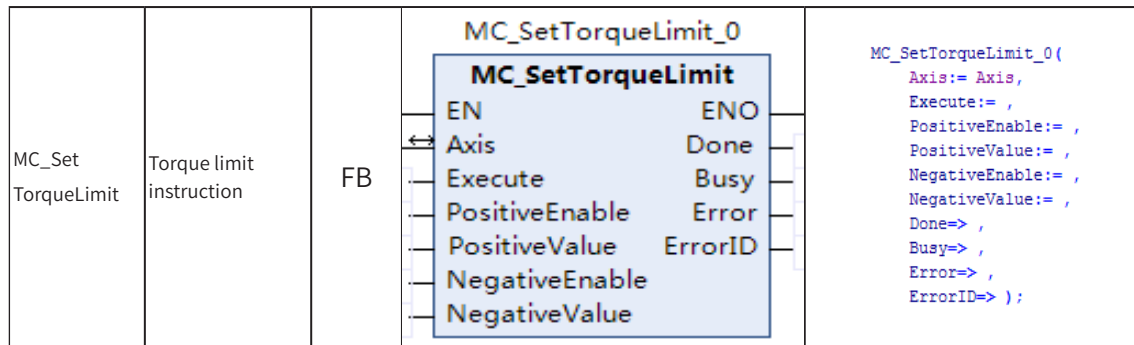 MC_Set
TorqueLimit
Torque limit
instruction
FB
MC_SetTorqueLimit_0
MC_SetTorqueLimit
EN
ENO
Axis
Done
Execute
Busy
PositiveEnable
Error
PositiveValue
ErrorID
NegativeEnable
NegativeValue
MC_SetTorqueLimit_0(
Axis:= Axis,
Execute:= ,
PositiveEnable:= ,
PositiveValue:= ,
NegativeEnable:= ,
NegativeValue:= ,
Done=> ,
Busy=> ,
Error=> ,
ErrorID=> );